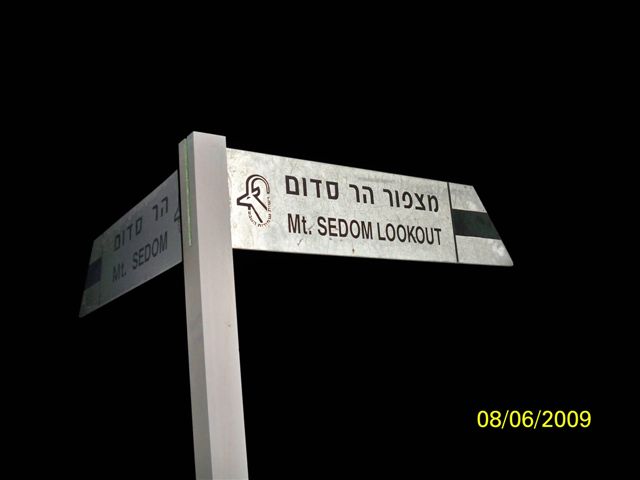 מצפור הר סדום
Mt. SEDOM LOOKOUT
הר סדום
Mt. SEDOM
08/06/2009